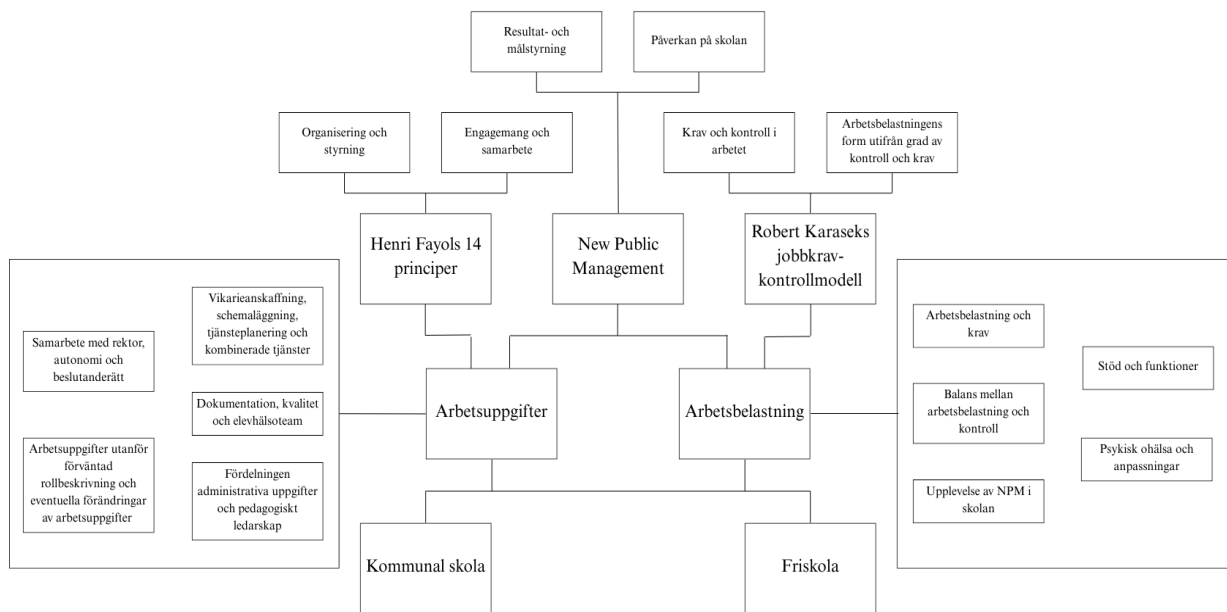 Resultat- och
målstyrning
Påverkan på skolan
Organisering och
styrning
Engagemang och
samarbete
Krav och kontroll i
arbetet
Arbetsbelastningens
form utifrån grad av
kontroll och krav
Henri Fayols 14
principer
New Public
Management
Robert Karaseks
jobbkrav-
kontrollmodell
Samarbete med rektor,
autonomi och
beslutanderätt
Arbetsuppgifter utanför
förväntad
rollbeskrivning och
eventuella förändringar
av arbetsuppgifter
Vikarieanskaffning,
schemaläggning,
tjänsteplanering och
kombinerade tjänster
Dokumentation, kvalitet
och elevhälsoteam
Fördelningen
administrativa uppgifter
och pedagogiskt
ledarskap
Arbetsuppgifter
Arbetsbelastning
Arbetsbelastning och
krav
Balans mellan
arbetsbelastning och
kontroll
Upplevelse av NPM i
skolan
Stöd och funktioner
Psykisk ohälsa och
anpassningar
Kommunal skola
Friskola